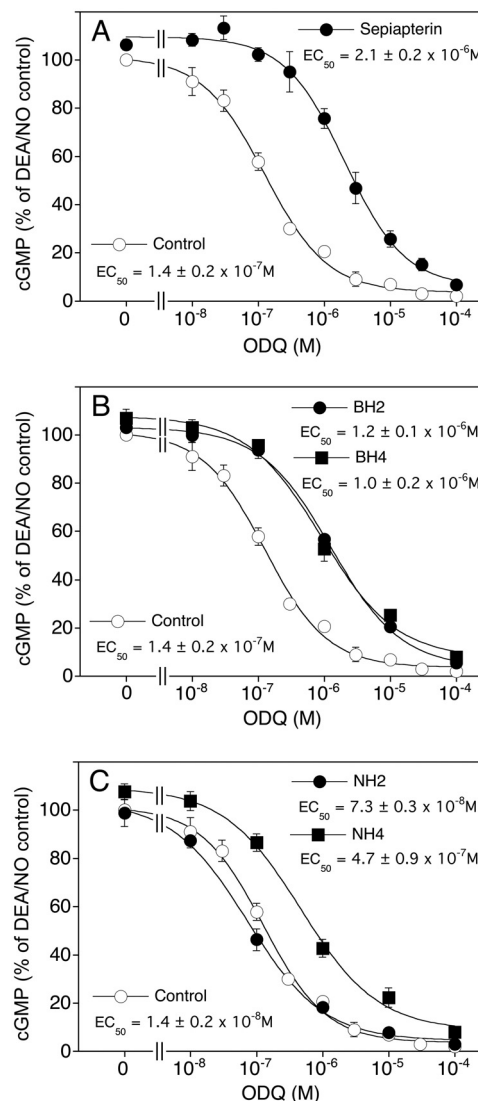 A
Sepiapterin
EC50 = 2.1 ± 0.2 x 10-6M
120
100
80
60
40
20
0
cGMP (% of DEA/NO control)
Control
EC50 = 1.4 ± 0.2 x 10-7M
0 10-8 10-7 10-6 10-5 10-4
ODQ (M)
B
BH2
EC50 = 1.2 ± 0.1 x 10-6M
BH4
EC50 = 1.0 ± 0.2 x 10-6M
120
100
80
60
40
20
0
cGMP (% of DEA/NO control)
Control
EC50 = 1.4 ± 0.2 x 10-7M
0 10-8 10-7 10-6 10-5 10-4
ODQ (M)
C
NH2
EC50 = 7.3 ± 0.3 x 10-8M
NH4
EC50 = 4.7 ± 0.9 x 10-7M
120
100
80
60
40
20
0
cGMP (% of DEA/NO control)
Control
EC50 = 1.4 ± 0.2 x 10-8M
0 10-8 10-7 10-6 10-5 10-4
ODQ (M)